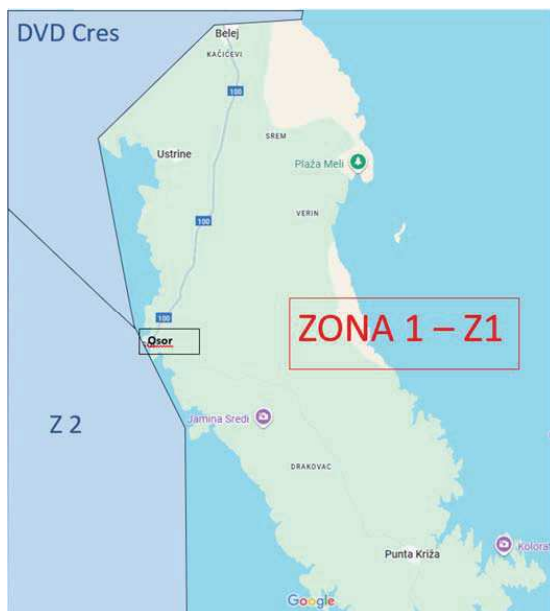 DVD Cres
Belej
KAČIĆEVI
100
SREM
Ustrine
Plaža Meli
VERIN
100
100
ZONA 1 – Z1
Osor
Z 2
Jamina Sredi
DRAKOVAC
Punta Križa
Kolorat
Google